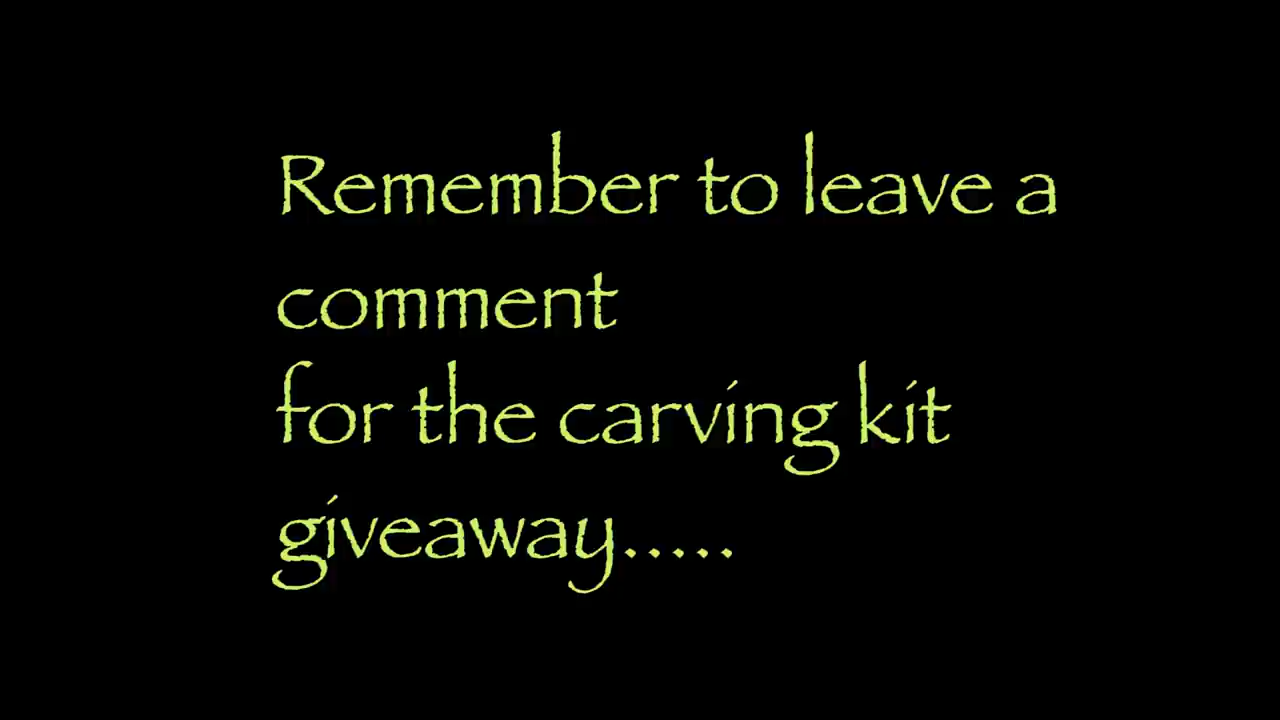 Remember to leave a
comment
for the carving kit
giveaway.....